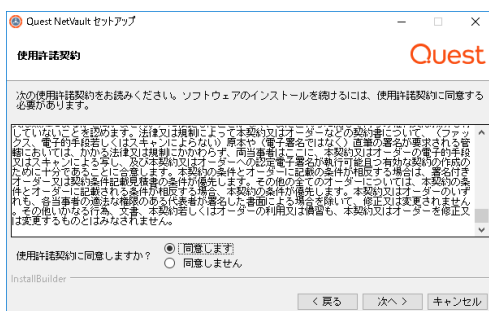 Quest NetVault セットアップ
使用許諾契約
Quest
次の使用許諾契約をお読みください。ソフトウェアのインストールを続けるには、使用許諾契約に同意する
必要があります。
していないことを認めます。法律又は規制によって本契約又はオーダーなどの契約書について、(ファッ
クス、電子的手段若しくはスキャンによらない) 原本や (電子署名ではなく) 直筆の署名が要求される管
轄においては、かかる法律又は規制にかかわらず、両当事者はここに、本契約又はオーダーの電子的手段
又はスキャンによる写し、及び本契約又はオーダーへの認定電子署名が執行可能且つ有効な契約の作成の
ために十分であることに合意します。本契約の条件とオーダーに記載の条件が相反する場合は、署名付き
オーダー又は契約条件記載見積書の条件が優先します。その他の全てのオーダーについては、本契約の条
件とオーダーに記載される条件が相反する場合、本契約の条件が優先します。本契約又はオーダーのいず
れも、各当事者の適法な権限のある代表者が署名した書面による場合を除いて、修正又は変更されません
。その他いかなる行為、文書、本契約若しくはオーダーの利用又は慣習も、本契約又はオーダーを修正又
は変更するものとはみなされません。
使用許諾契約に同意しますか?
同意します
同意しません
InstallBuilder
< 戻る
次へ >
キャンセル